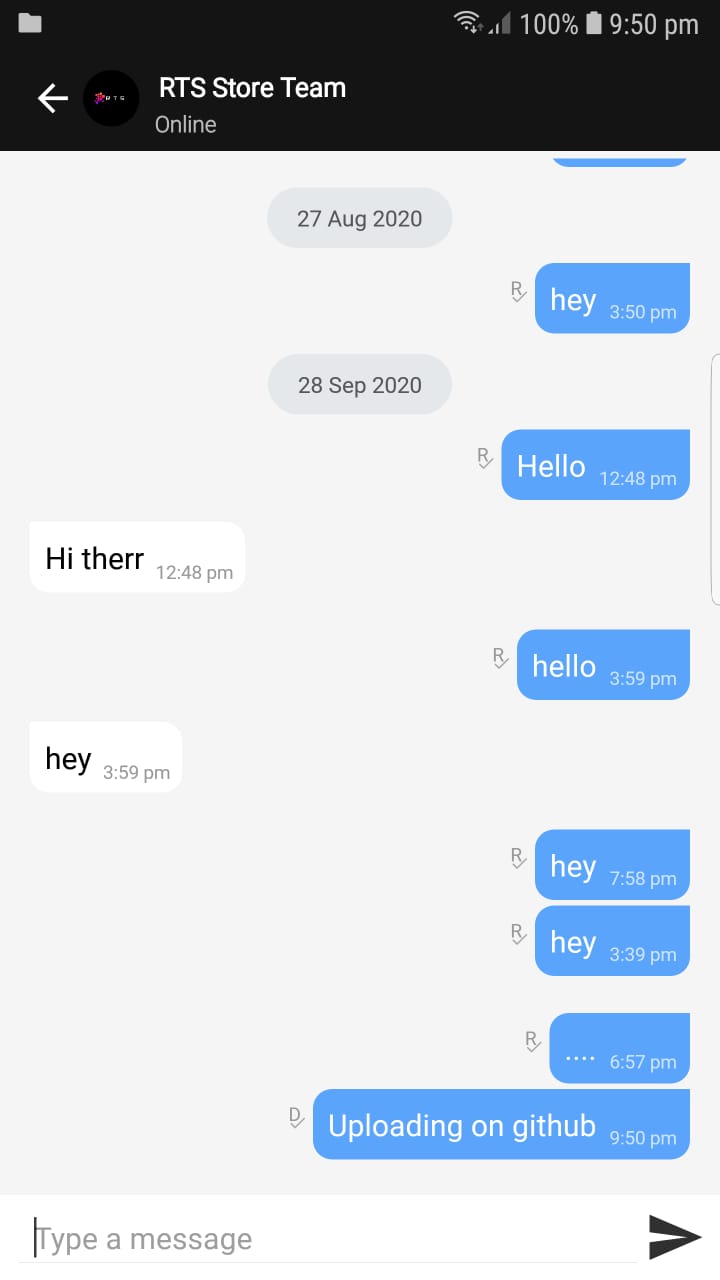 100% 9:50 pm
RTS
RTS Store Team
Online
27 Aug 2020
R hey 3:50 pm
28 Sep 2020
R Hello 12:48 pm
Hi therr 12:48 pm
R hello 3:59 pm
hey 3:59 pm
R hey 7:58 pm
R hey 3:39 pm
R .... 6:57 pm
D Uploading on github 9:50 pm
Type a message